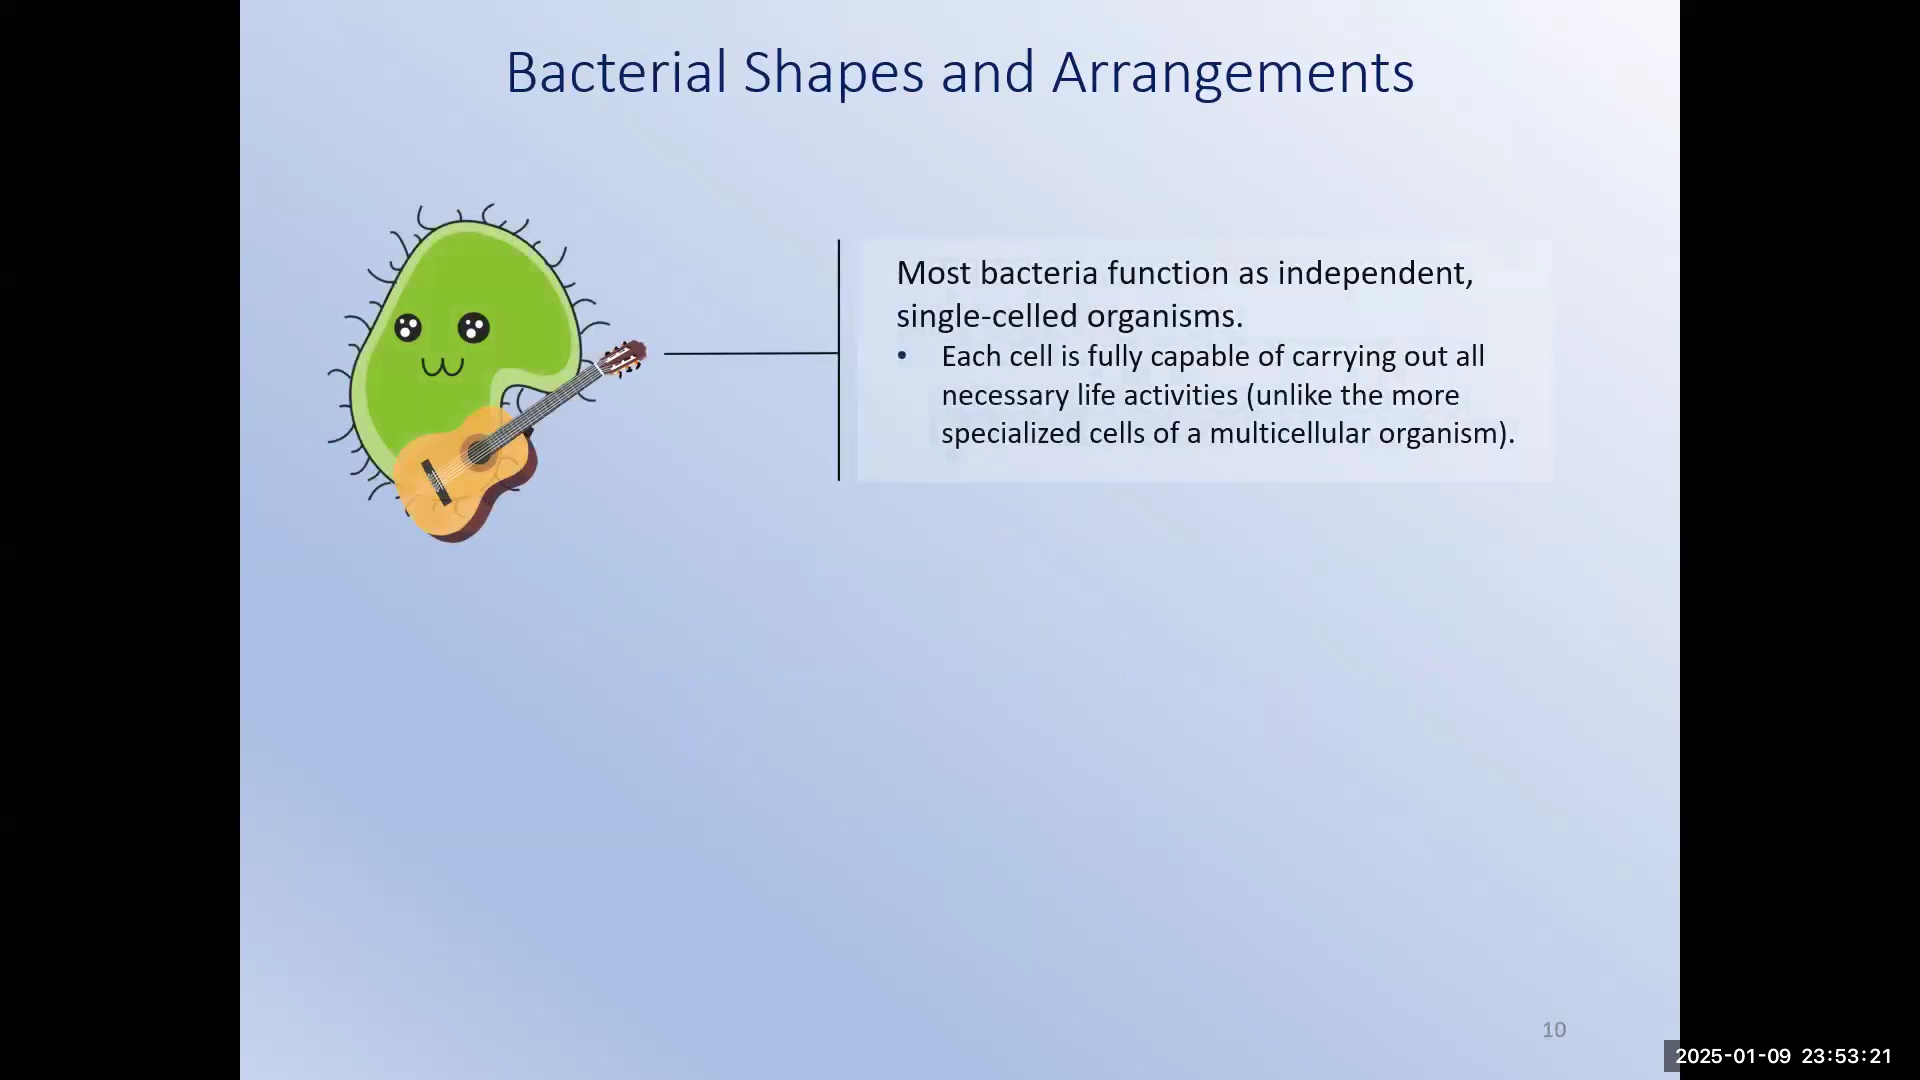 Bacterial Shapes and Arrangements
Most bacteria function as independent,
single-celled organisms.
• Each cell is fully capable of carrying out all
necessary life activities (unlike the more
specialized cells of a multicellular organism).
10
2025-01-09 23:53:21